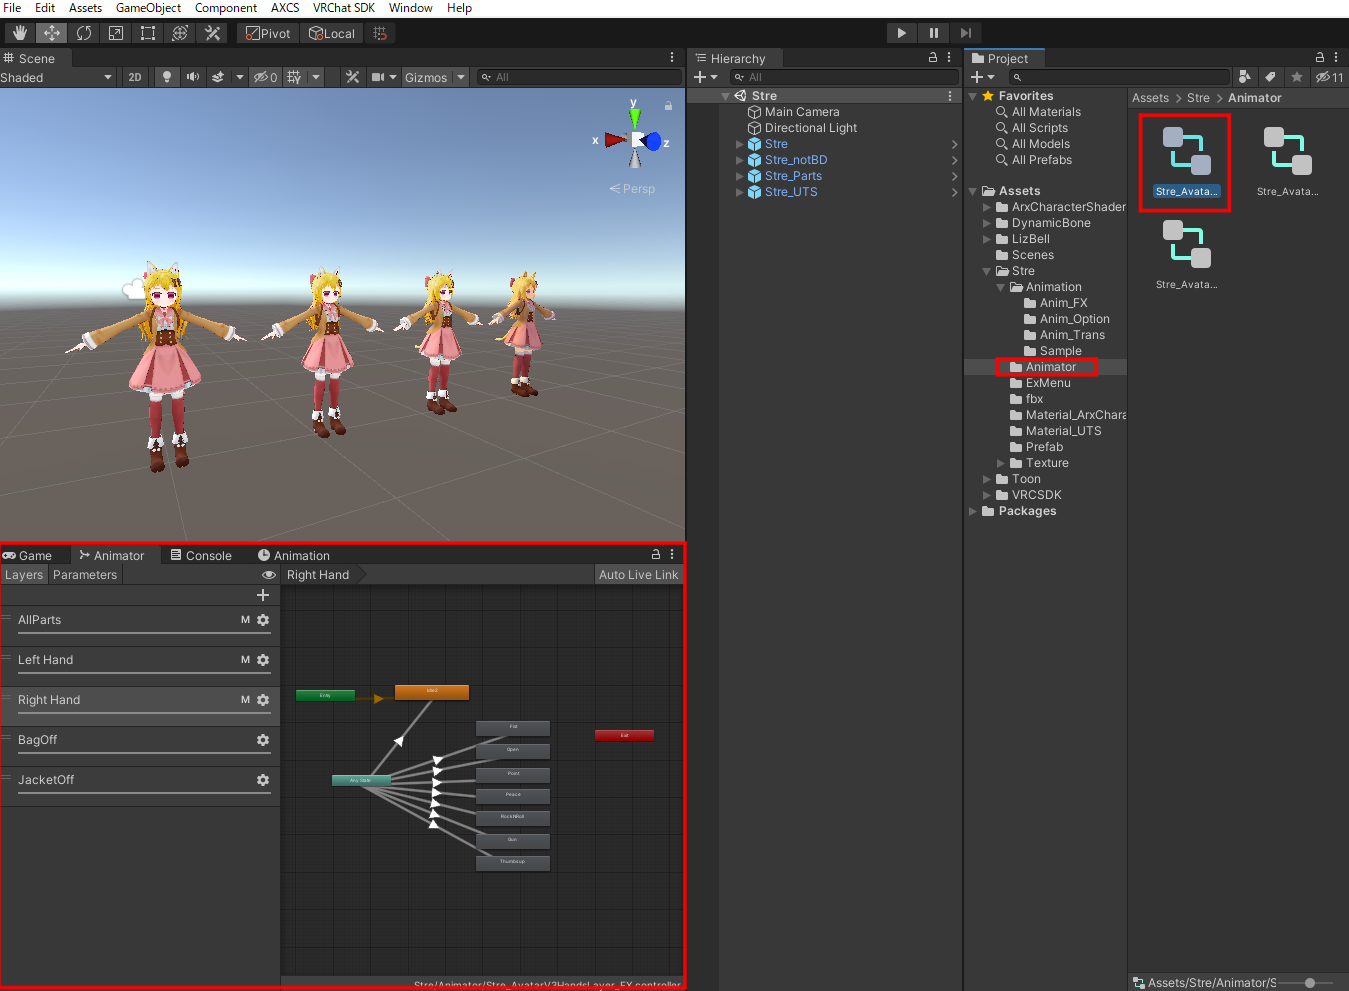 File Edit Assets GameObject Component AXCS VRChat SDK Window Help
Pivot Local
Scene
Shaded 2D 0 Gizmos All
y
x
z
Persp
Hierarchy
All
Stre
Main Camera
Directional Light
Stre
Stre_notBD
Stre_Parts
Stre_UTS
Project
11
Favorites
All Materials
All Scripts
All Models
All Prefabs
Assets
ArxCharacterShader
DynamicBone
LizBell
Scenes
Stre
Animation
Anim_FX
Anim_Option
Anim_Trans
Sample
Animator
ExMenu
fbx
Material_ArxChara
Material_UTS
Prefab
Texture
Toon
VRCSDK
Packages
Assets > Stre > Animator
Stre_Avata...
Stre_Avata...
Stre_Avata...
Assets/Stre/Animator/S
Game Animator Console Animation
Layers Parameters Right Hand Auto Live Link
AllParts M
Left Hand M
Right Hand M
BagOff
JacketOff
Entry
Any State
Fist
Open
Point
Peace
RockNRoll
Gun
Thumbsup
Exit
Stre/Animator/Stre_AvatarV3HandsLayer_FX.controller